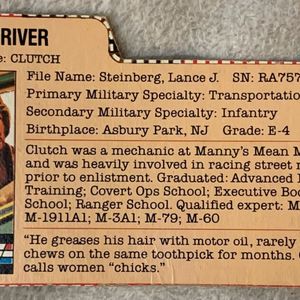 RIVER
: CLUTCH
File Name: Steinberg, Lance J. SN: RA757
Primary Military Specialty: Transportatio
Secondary Military Specialty: Infantry
Birthplace: Asbury Park, NJ Grade: E-4
Clutch was a mechanic at Manny's Mean M
and was heavily involved in racing street m
prior to enlistment. Graduated: Advanced
Training; Covert Ops School; Executive Bod
School; Ranger School. Qualified expert: M
M-1911A1; M-3A1; M-79; M-60
"He greases his hair with motor oil, rarely
chews on the same toothpick for months. C
calls women "chicks."